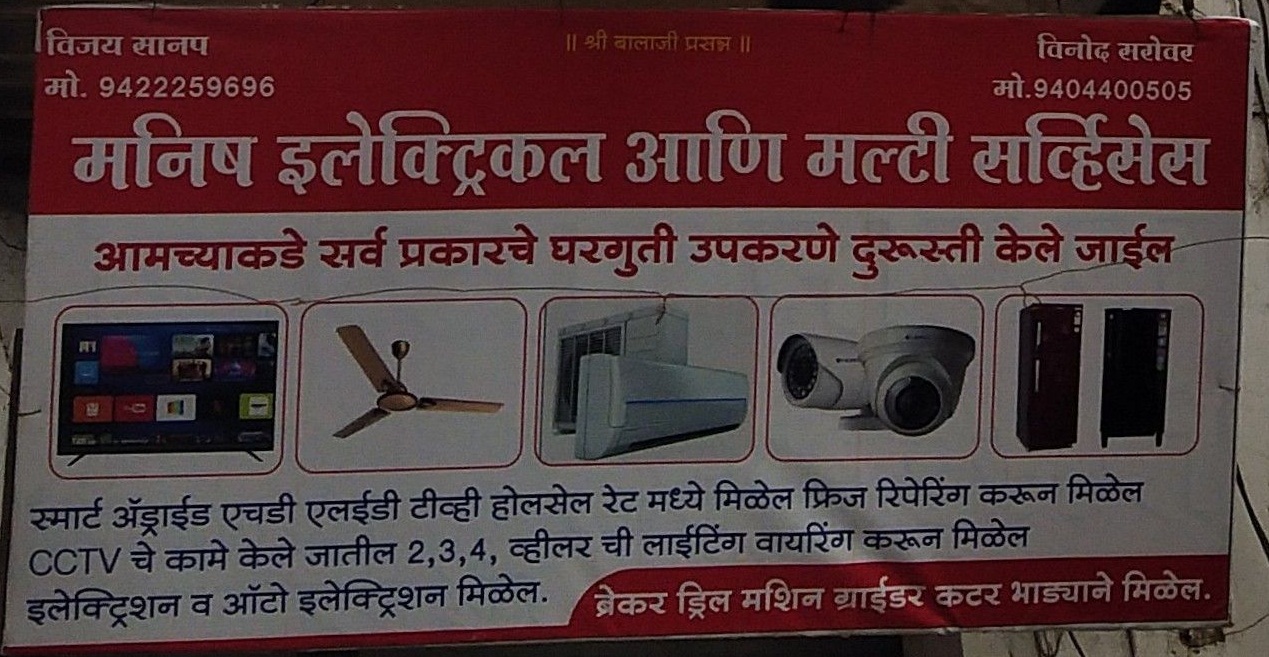 विजय सानप
मो. 9422259696
॥ श्री बालाजी प्रसन्न ॥
विनोद सरोवर
मो.9404400505
मनिष इलेक्ट्रिकल आणि मल्टी सर्व्हिसेस
आमच्याकडे सर्व प्रकारचे घरगुती उपकरणे दुरूस्ती केले जाईल
स्मार्ट ॲड्राईड एचडी एलईडी टीव्ही होलसेल रेट मध्ये मिळेल फ्रिज रिपेरिंग करून मिळेल
CCTV चे कामे केले जातील 2,3,4, व्हीलर ची लाईटिंग वायरिंग करून मिळेल
इलेक्ट्रिशन व ऑटो इलेक्ट्रिशन मिळेल.
ब्रेकर ड्रिल मशिन ग्राईडर कटर भाड्याने मिळेल.